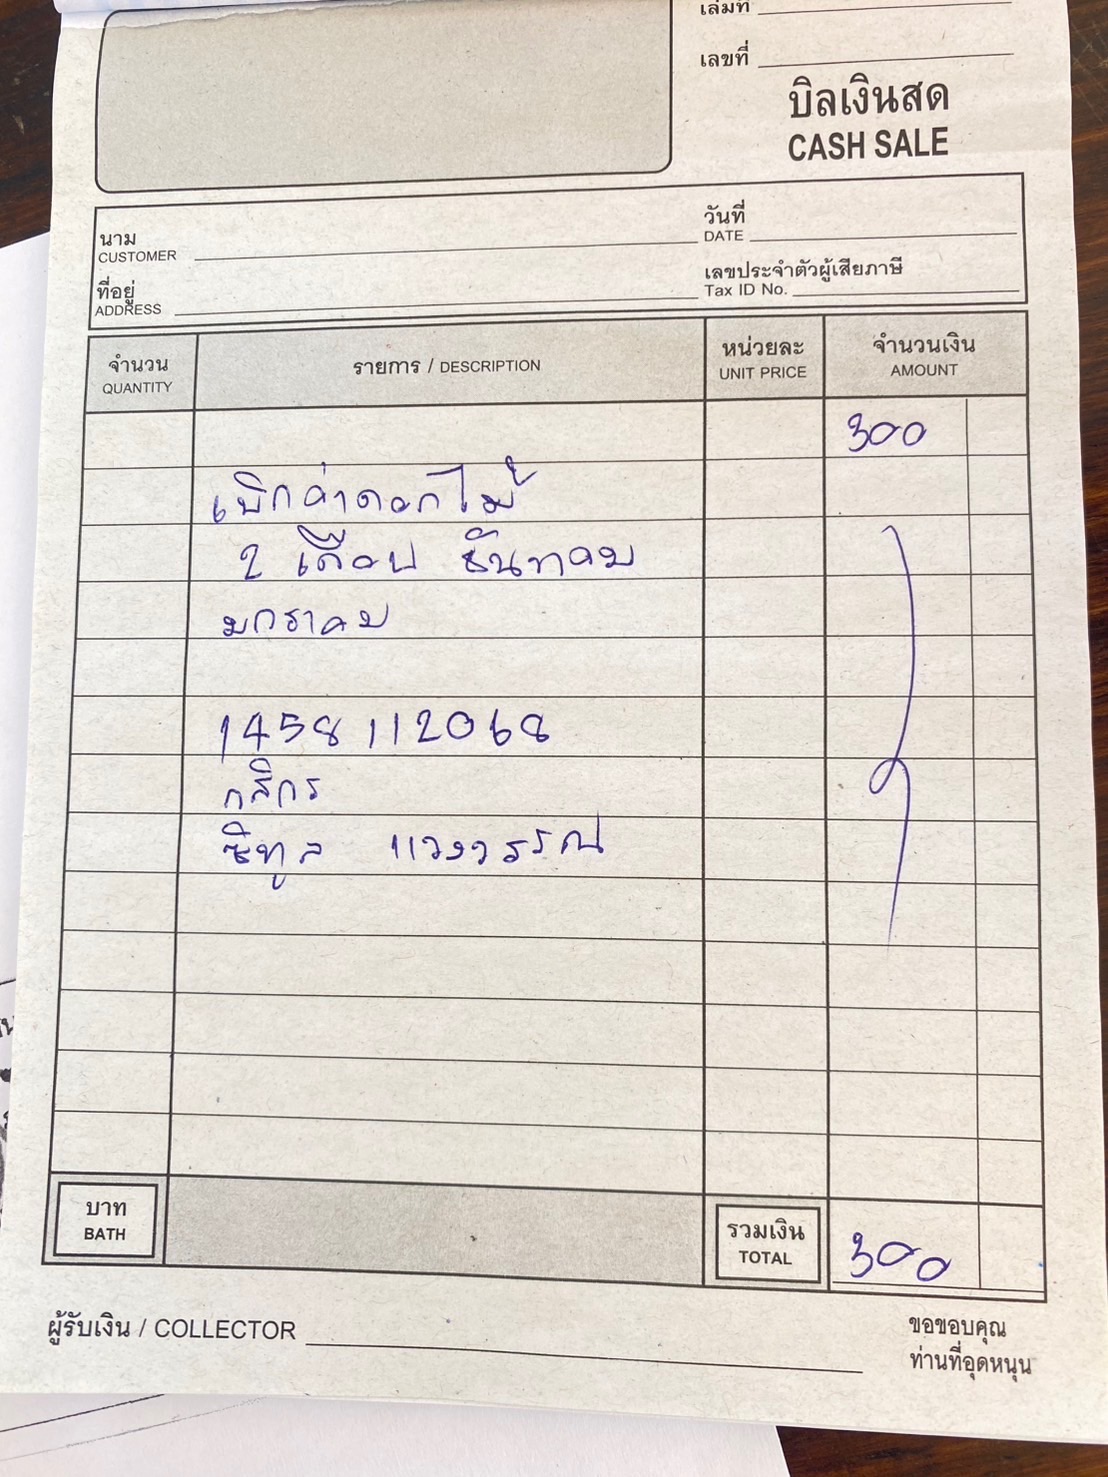 เล่มที่
เลขที่
บิลเงินสด
CASH SALE
นาม
CUSTOMER
วันที่
DATE
ที่อยู่
ADDRESS
เลขประจำตัวผู้เสียภาษี
Tax ID No.
จำนวน
QUANTITY
รายการ / DESCRIPTION
หน่วยละ
UNIT PRICE
จำนวนเงิน
AMOUNT
300
เบิกค่าดอกไม้
2 เดือน ธันทคม
มกราคม
1458112068
กสิกร
ซิทูล แวววรรณ
บาท
BATH
รวมเงิน
TOTAL
300
ผู้รับเงิน / COLLECTOR
ขอขอบคุณ
ท่านที่อุดหนุน